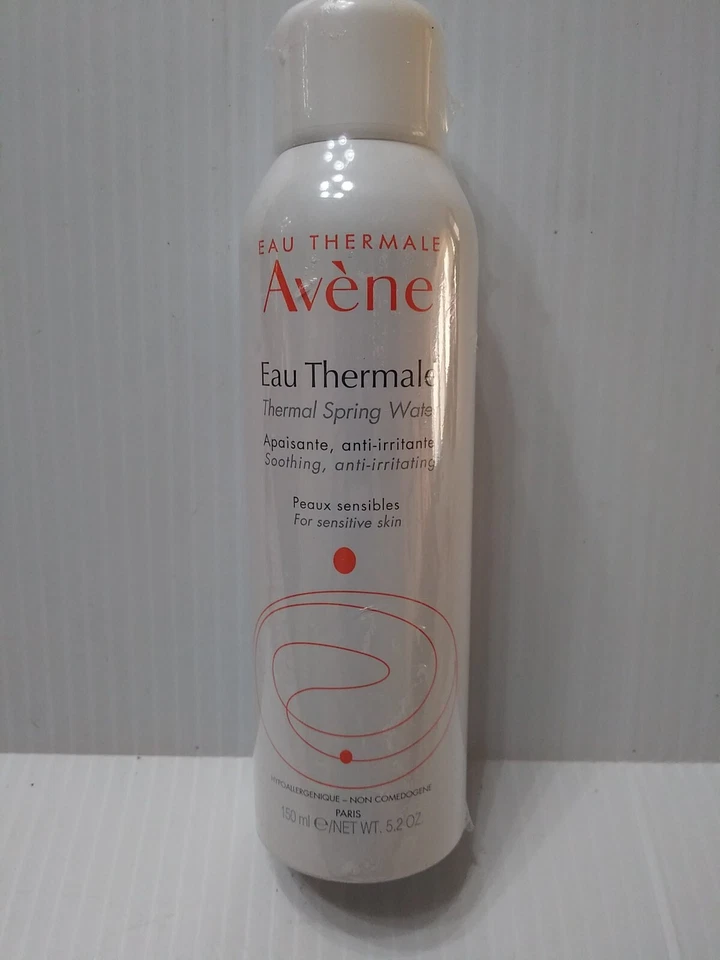 EAU THERMALE
Avène
Eau Thermale
Thermal Spring Water
Apaisante, anti-irritante
Soothing, anti-irritating
Peaux sensibles
For sensitive skin
HYPOALLERGENIQUE – NON COMEDOGENE
PARIS
150 ml ℮/NET WT. 5.2 OZ.